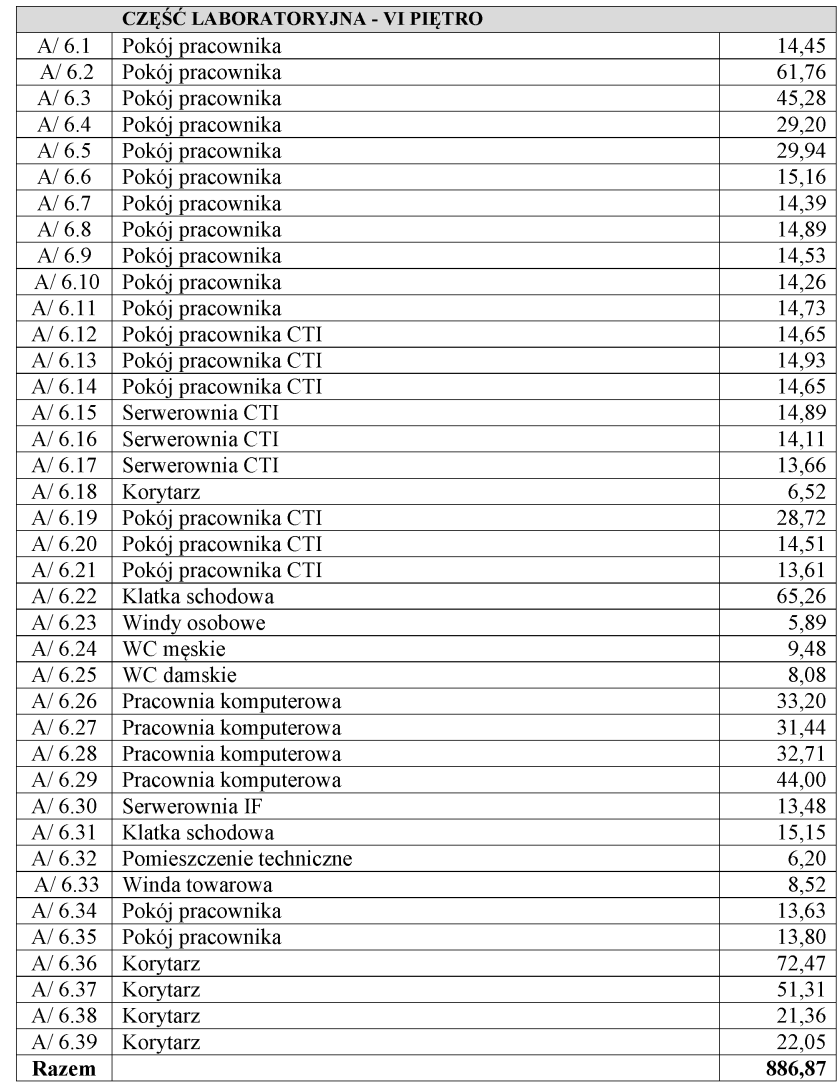 CZĘŚĆ LABORATORYJNA - VI PIĘTRO
A/ 6.1 Pokój pracownika 14,45
A/ 6.2 Pokój pracownika 61,76
A/ 6.3 Pokój pracownika 45,28
A/ 6.4 Pokój pracownika 29,20
A/ 6.5 Pokój pracownika 29,94
A/ 6.6 Pokój pracownika 15,16
A/ 6.7 Pokój pracownika 14,39
A/ 6.8 Pokój pracownika 14,89
A/ 6.9 Pokój pracownika 14,53
A/ 6.10 Pokój pracownika 14,26
A/ 6.11 Pokój pracownika 14,73
A/ 6.12 Pokój pracownika CTI 14,65
A/ 6.13 Pokój pracownika CTI 14,93
A/ 6.14 Pokój pracownika CTI 14,65
A/ 6.15 Serwerownia CTI 14,89
A/ 6.16 Serwerownia CTI 14,11
A/ 6.17 Serwerownia CTI 13,66
A/ 6.18 Korytarz 6,52
A/ 6.19 Pokój pracownika CTI 28,72
A/ 6.20 Pokój pracownika CTI 14,51
A/ 6.21 Pokój pracownika CTI 13,61
A/ 6.22 Klatka schodowa 65,26
A/ 6.23 Windy osobowe 5,89
A/ 6.24 WC męskie 9,48
A/ 6.25 WC damskie 8,08
A/ 6.26 Pracownia komputerowa 33,20
A/ 6.27 Pracownia komputerowa 31,44
A/ 6.28 Pracownia komputerowa 32,71
A/ 6.29 Pracownia komputerowa 44,00
A/ 6.30 Serwerownia IF 13,48
A/ 6.31 Klatka schodowa 15,15
A/ 6.32 Pomieszczenie techniczne 6,20
A/ 6.33 Winda towarowa 8,52
A/ 6.34 Pokój pracownika 13,63
A/ 6.35 Pokój pracownika 13,80
A/ 6.36 Korytarz 72,47
A/ 6.37 Korytarz 51,31
A/ 6.38 Korytarz 21,36
A/ 6.39 Korytarz 22,05
Razem 886,87